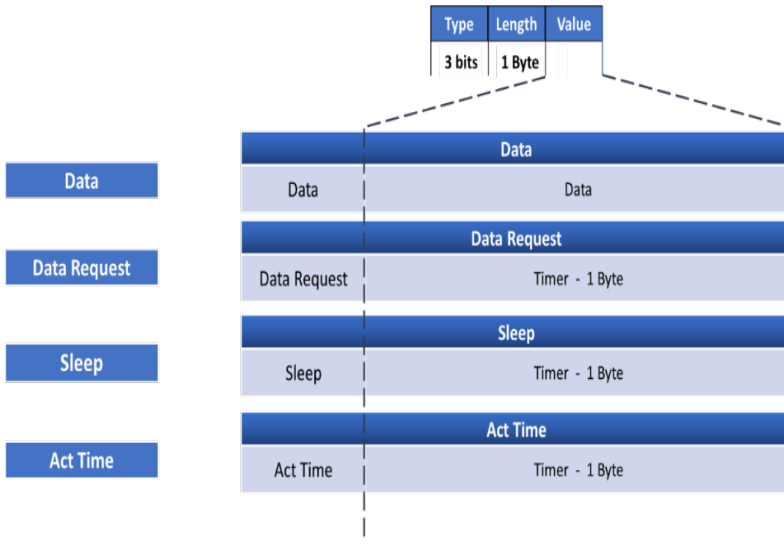 Type Length Value
3 bits 1 Byte
Data
Data
Data Data
Data Request
Data Request
Data Request Timer - 1 Byte
Sleep
Sleep
Sleep Timer - 1 Byte
Act Time
Act Time
Act Time Timer - 1 Byte